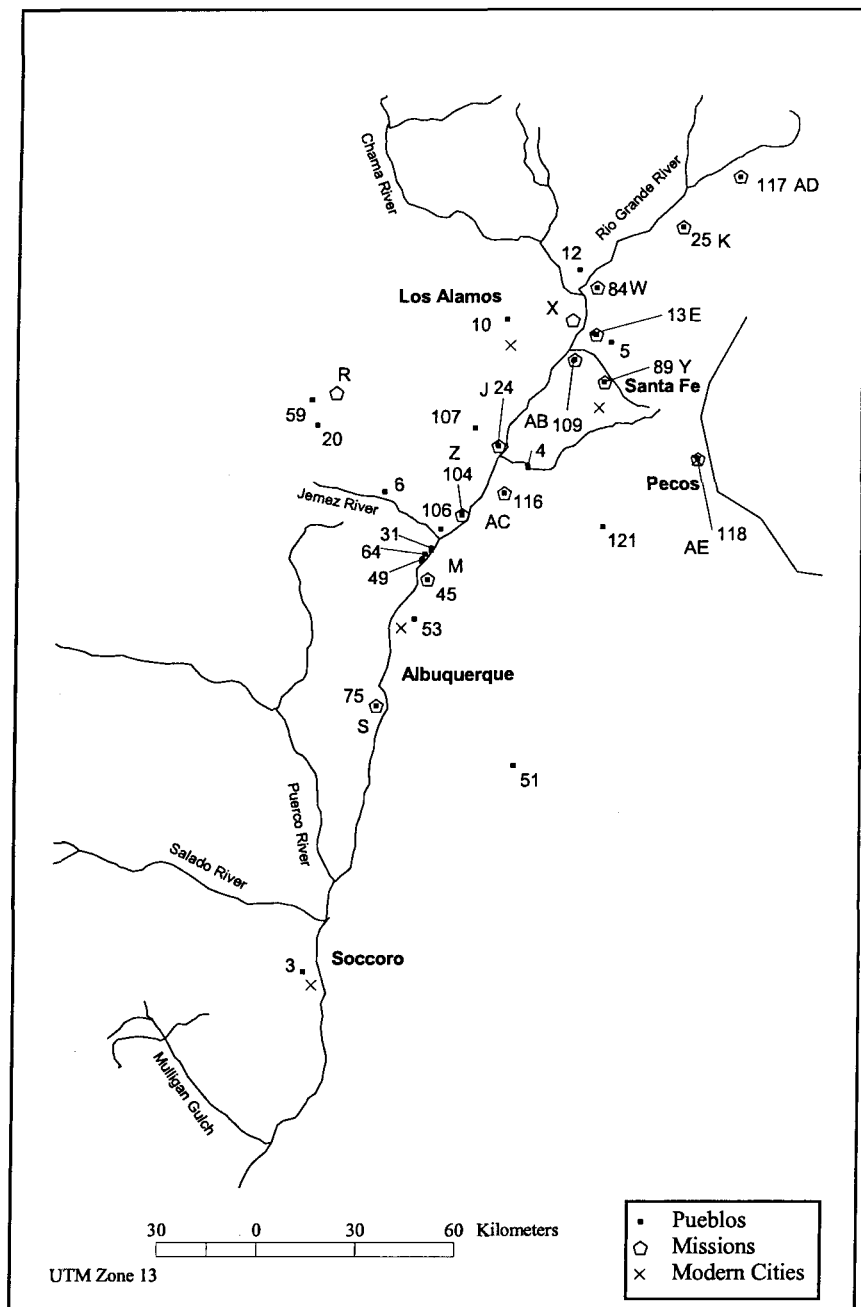 Chama River
Rio Grande River
117 AD
25 K
12
84 W
Los Alamos
X
10
13 E
5
R
89 Y
Santa Fe
J 24
59
107
AB
109
20
Z
4
6
104
Pecos
Jemez River
116
106
AC
121
118
31
AE
64
M
49
45
53
Albuquerque
75
S
51
Puerco River
Salado River
3
Soccoro
Mulligan Gulch
30 0 30 60 Kilometers
UTM Zone 13
Pueblos
Missions
Modern Cities